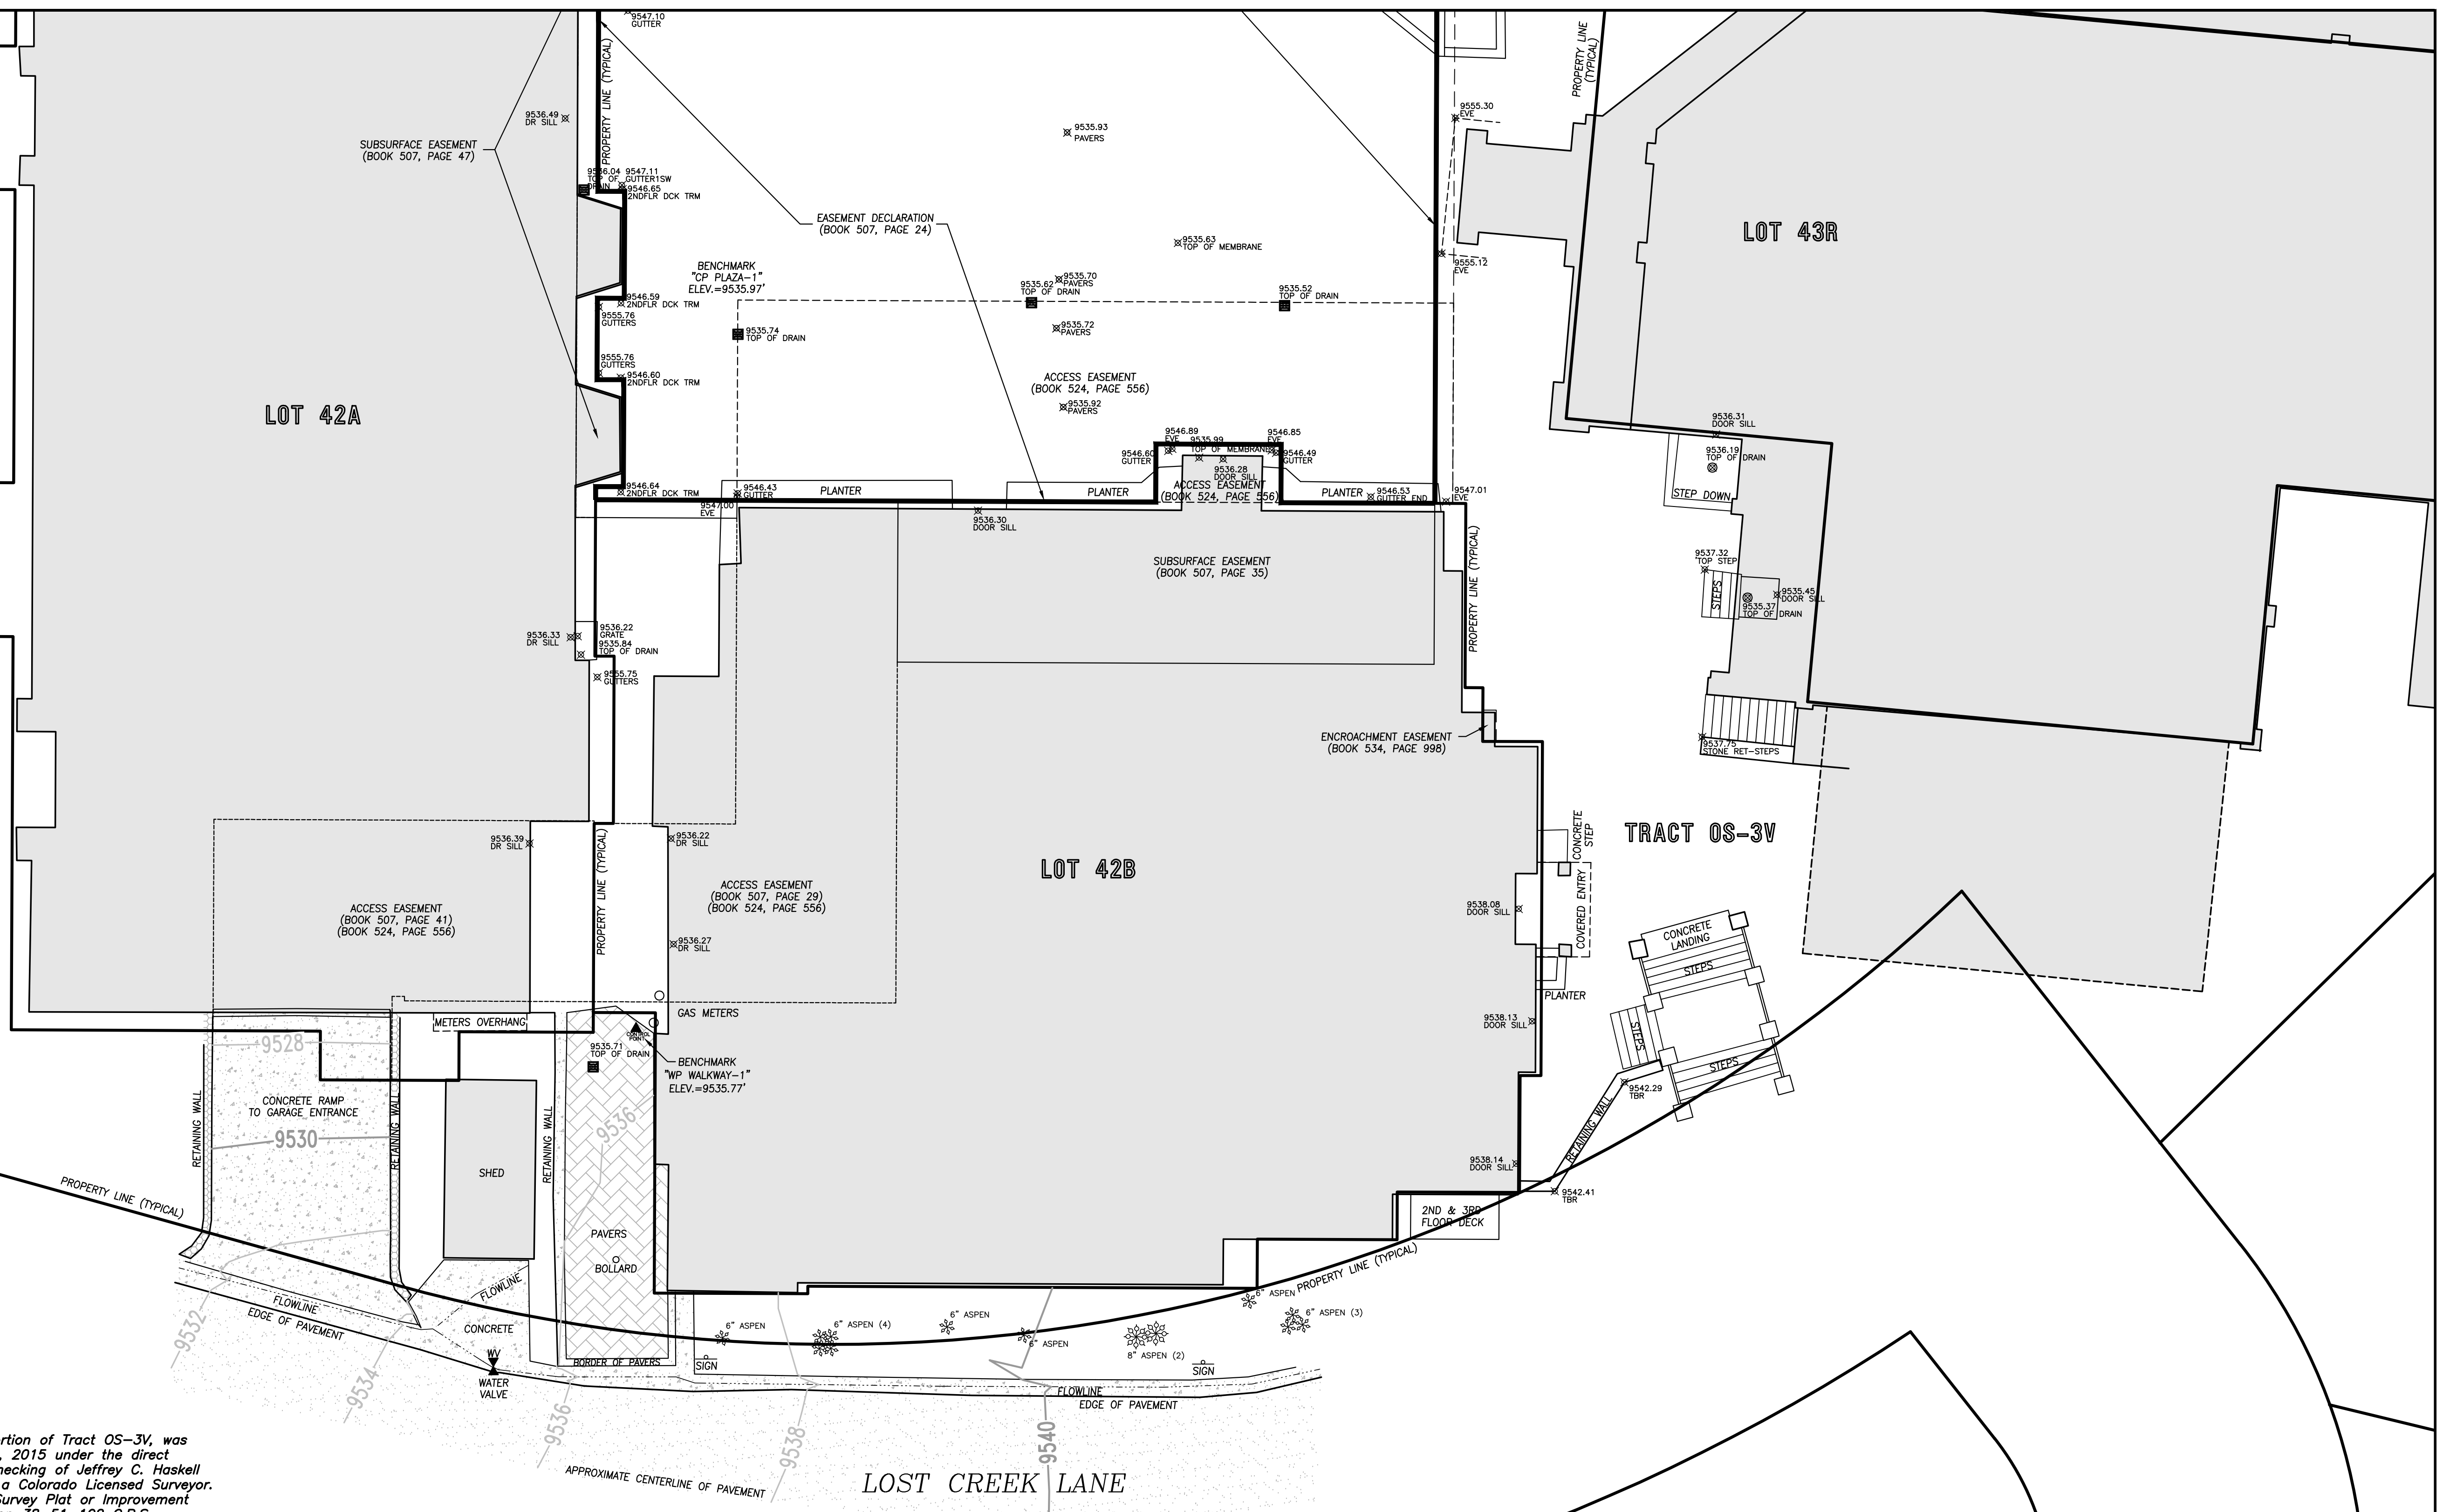 9547.10
GUTTER
PROPERTY LINE (TYPICAL)
PROPERTY LINE
(TYPICAL)
9536.49
DR SILL
9555.30
EVE
9535.93
PAVERS
SUBSURFACE EASEMENT
(BOOK 507, PAGE 47)
9536.04
TOP OF
DRAIN
9547.11
GUTTER1SW
9546.65
2NDFLR DCK TRM
EASEMENT DECLARATION
(BOOK 507, PAGE 24)
LOT 43R
9535.63
TOP OF MEMBRANE
9555.12
EVE
BENCHMARK
"CP PLAZA-1"
ELEV.=9535.97'
9535.70
PAVERS
9535.62
TOP OF DRAIN
9535.52
TOP OF DRAIN
9546.59
2NDFLR DCK TRM
9555.76
GUTTERS
9535.72
PAVERS
9535.74
TOP OF DRAIN
9555.76
GUTTERS
9546.60
2NDFLR DCK TRM
ACCESS EASEMENT
(BOOK 524, PAGE 556)
9535.92
PAVERS
LOT 42A
9536.31
DOOR SILL
9546.89
EVE
9535.99
TOP OF MEMBRANE
9546.85
EVE
9546.60
GUTTER
9546.49
GUTTER
9536.28
DOOR SILL
9536.19
TOP OF DRAIN
9546.64
2NDFLR DCK TRM
9546.43
GUTTER
PLANTER
PLANTER
ACCESS EASEMENT
(BOOK 524, PAGE 556)
PLANTER
9546.53
GUTTER END
9547.01
EVE
STEP DOWN
9547.00
EVE
9536.30
DOOR SILL
SUBSURFACE EASEMENT
(BOOK 507, PAGE 35)
PROPERTY LINE (TYPICAL)
9537.32
TOP STEP
STEPS
9535.45
DOOR SILL
9535.37
TOP OF DRAIN
9536.33
DR SILL
9536.22
GRATE
9535.84
TOP OF DRAIN
9555.75
GUTTERS
ENCROACHMENT EASEMENT
(BOOK 534, PAGE 998)
9537.75
STONE RET-STEPS
9536.39
DR SILL
PROPERTY LINE (TYPICAL)
9536.22
DR SILL
CONCRETE
STEP
TRACT OS-3V
LOT 42B
ACCESS EASEMENT
(BOOK 507, PAGE 29)
(BOOK 524, PAGE 556)
ACCESS EASEMENT
(BOOK 507, PAGE 41)
(BOOK 524, PAGE 556)
9538.08
DOOR SILL
COVERED ENTRY
CONCRETE
LANDING
9536.27
DR SILL
STEPS
PLANTER
METERS OVERHANG
GAS METERS
9538.13
DOOR SILL
STEPS
CONTROL
POINT
9528
9535.71
TOP OF DRAIN
BENCHMARK
"WP WALKWAY-1"
ELEV.=9535.77'
STEPS
9542.29
TBR
RETAINING WALL
CONCRETE RAMP
TO GARAGE ENTRANCE
RETAINING WALL
RETAINING WALL
9536
RETAINING WALL
9530
SHED
9538.14
DOOR SILL
9542.41
TBR
PROPERTY LINE (TYPICAL)
2ND & 3RD
FLOOR DECK
PAVERS
BOLLARD
PROPERTY LINE (TYPICAL)
FLOWLINE
FLOWLINE
EDGE OF PAVEMENT
CONCRETE
6" ASPEN
6" ASPEN (4)
6" ASPEN
6" ASPEN
6" ASPEN
6" ASPEN (3)
8" ASPEN (2)
WV
WATER
VALVE
BORDER OF PAVERS
SIGN
SIGN
FLOWLINE
EDGE OF PAVEMENT
9532
9534
9536
9538
9540
rtion of Tract OS-3V, was
, 2015 under the direct
hecking of Jeffrey C. Haskell
a Colorado Licensed Surveyor.
Survey Plat or Improvement
APPROXIMATE CENTERLINE OF PAVEMENT
LOST CREEK LANE